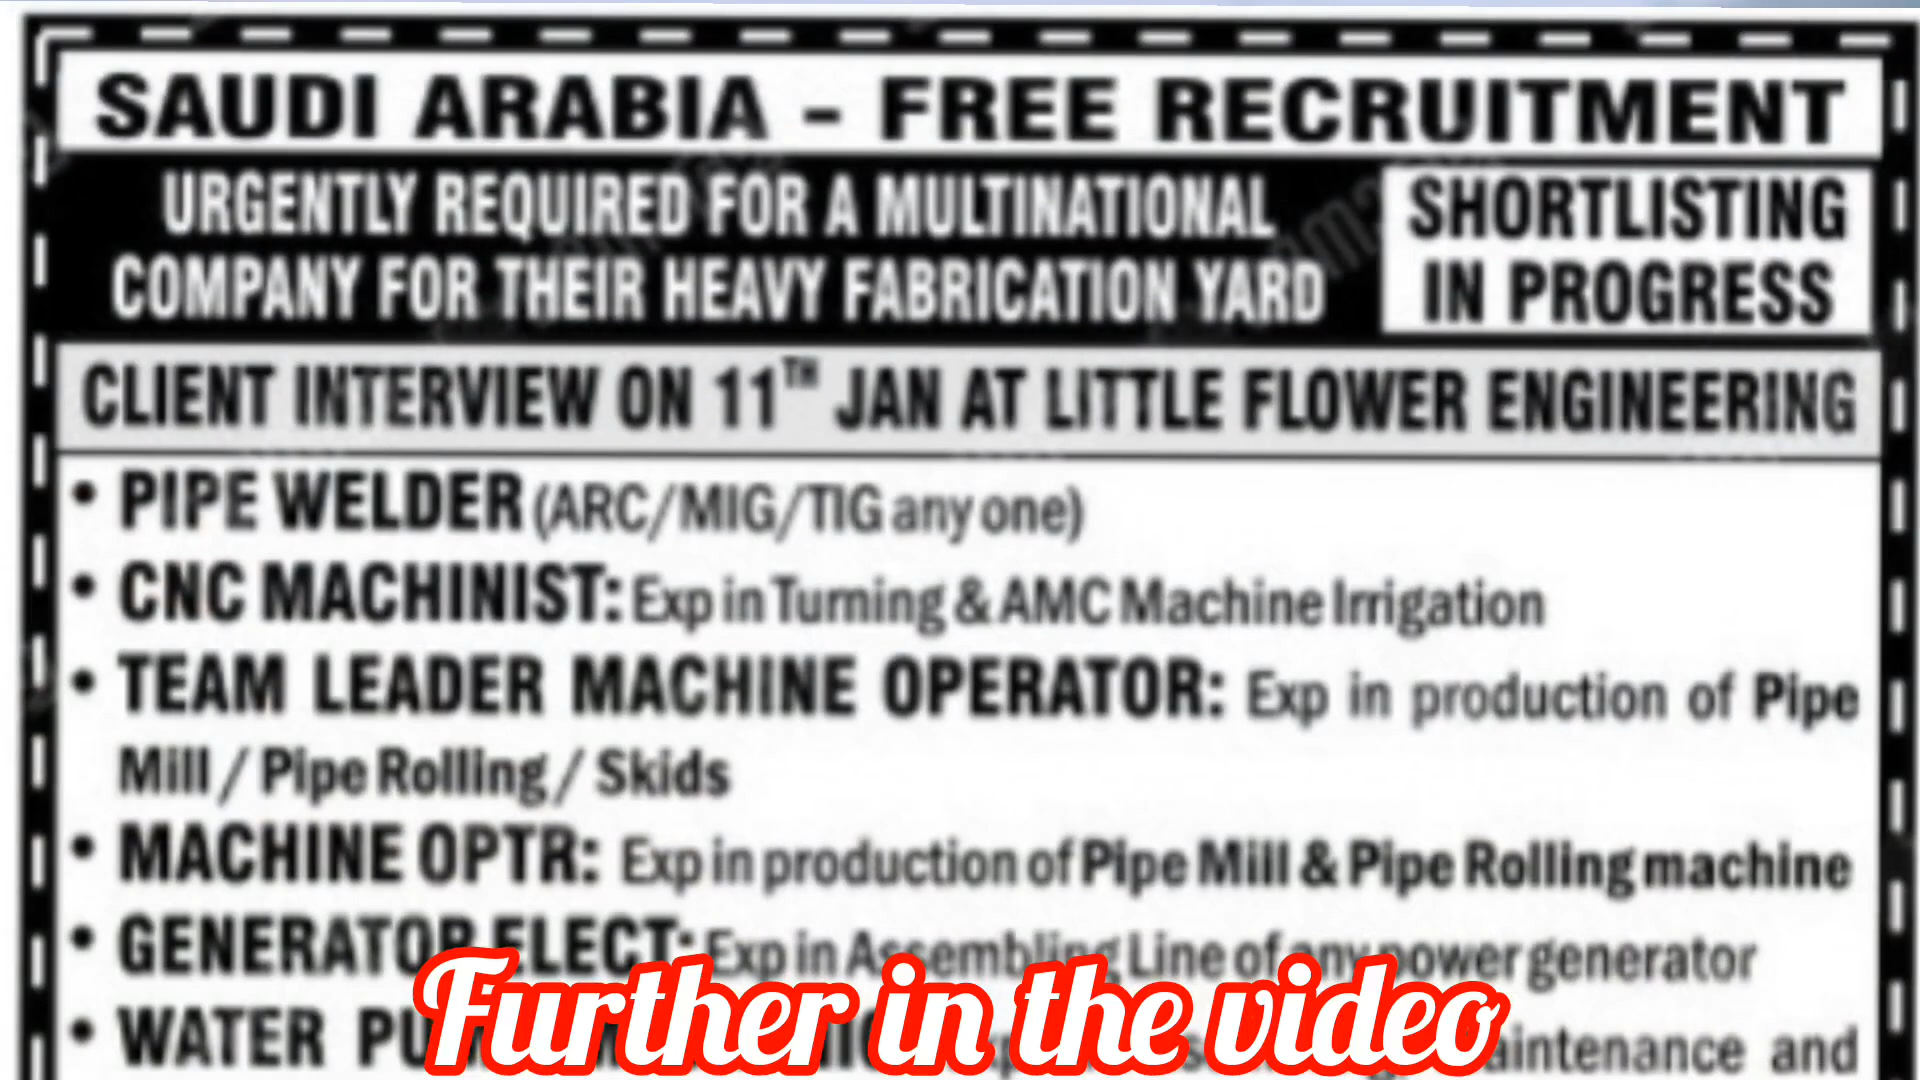 SAUDI ARABIA - FREE RECRUITMENT
URGENTLY REQUIRED FOR A MULTINATIONAL
COMPANY FOR THEIR HEAVY FABRICATION YARD
SHORTLISTING
IN PROGRESS
CLIENT INTERVIEW ON 11TH JAN AT LITTLE FLOWER ENGINEERING
• PIPE WELDER (ARC/MIG/TIG any one)
• CNC MACHINIST: Exp in Turning & AMC Machine Irrigation
• TEAM LEADER MACHINE OPERATOR: Exp in production of Pipe
Mill / Pipe Rolling / Skids
• MACHINE OPTR: Exp in production of Pipe Mill & Pipe Rolling machine
• GENERATOR ELECT: Exp in Assembling Line of any power generator
• WATER and
Further in the video